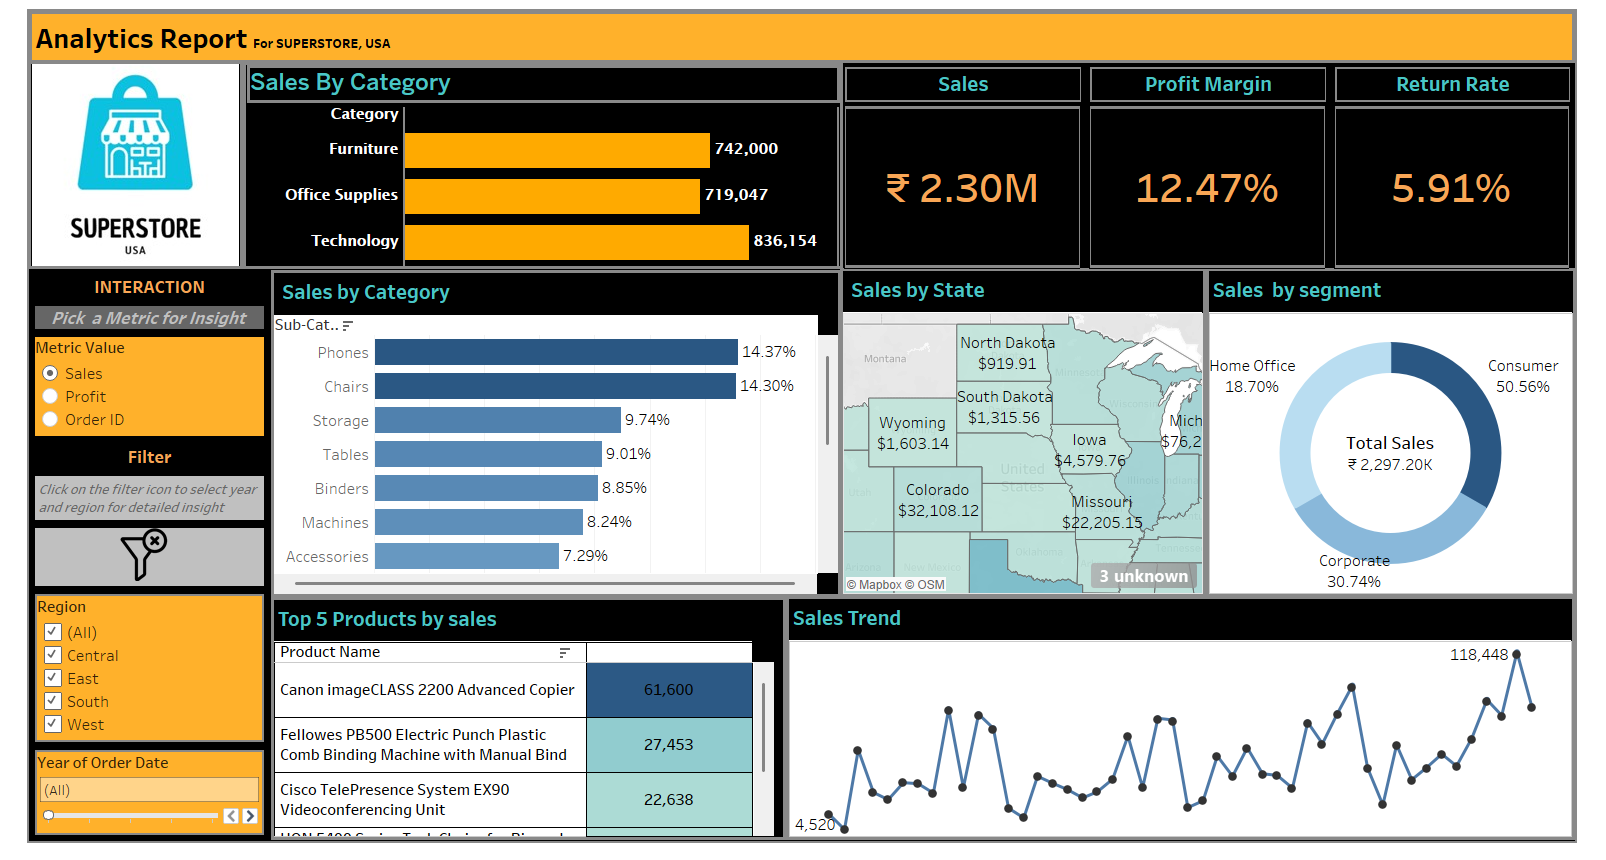 Analytics Report For SUPERSTORE, USA
SUPERSTORE
USA
Sales By Category
Category
Furniture 742,000
Office Supplies 719,047
Technology 836,154
Sales
₹ 2.30M
Profit Margin
12.47%
Return Rate
5.91%
INTERACTION
Pick a Metric for Insight
Metric Value
Sales
Profit
Order ID
Filter
Click on the filter icon to select year
and region for detailed insight
Region
(All)
Central
East
South
West
Year of Order Date
(All)
Sales by Category
Sub-Cat..
Phones 14.37%
Chairs 14.30%
Storage 9.74%
Tables 9.01%
Binders 8.85%
Machines 8.24%
Accessories 7.29%
Sales by State
Montana
North Dakota
$919.91
Minnesota
South Dakota
$1,315.56
Wisconsin
Wyoming
$1,603.14
Mich
$76,2
Iowa
$4,579.76
United
States
Utah
Illinois
Indiana
Colorado
$32,108.12
Missouri
$22,205.15
Oklahoma
Arizona
New Mexico
Tennessee
3 unknown
© Mapbox © OSM
Sales by segment
Home Office
18.70%
Consumer
50.56%
Total Sales
₹ 2,297.20K
Corporate
30.74%
Top 5 Products by sales
Product Name
Canon imageCLASS 2200 Advanced Copier 61,600
Fellowes PB500 Electric Punch Plastic
Comb Binding Machine with Manual Bind 27,453
Cisco TelePresence System EX90
Videoconferencing Unit 22,638
Sales Trend
118,448
4,520